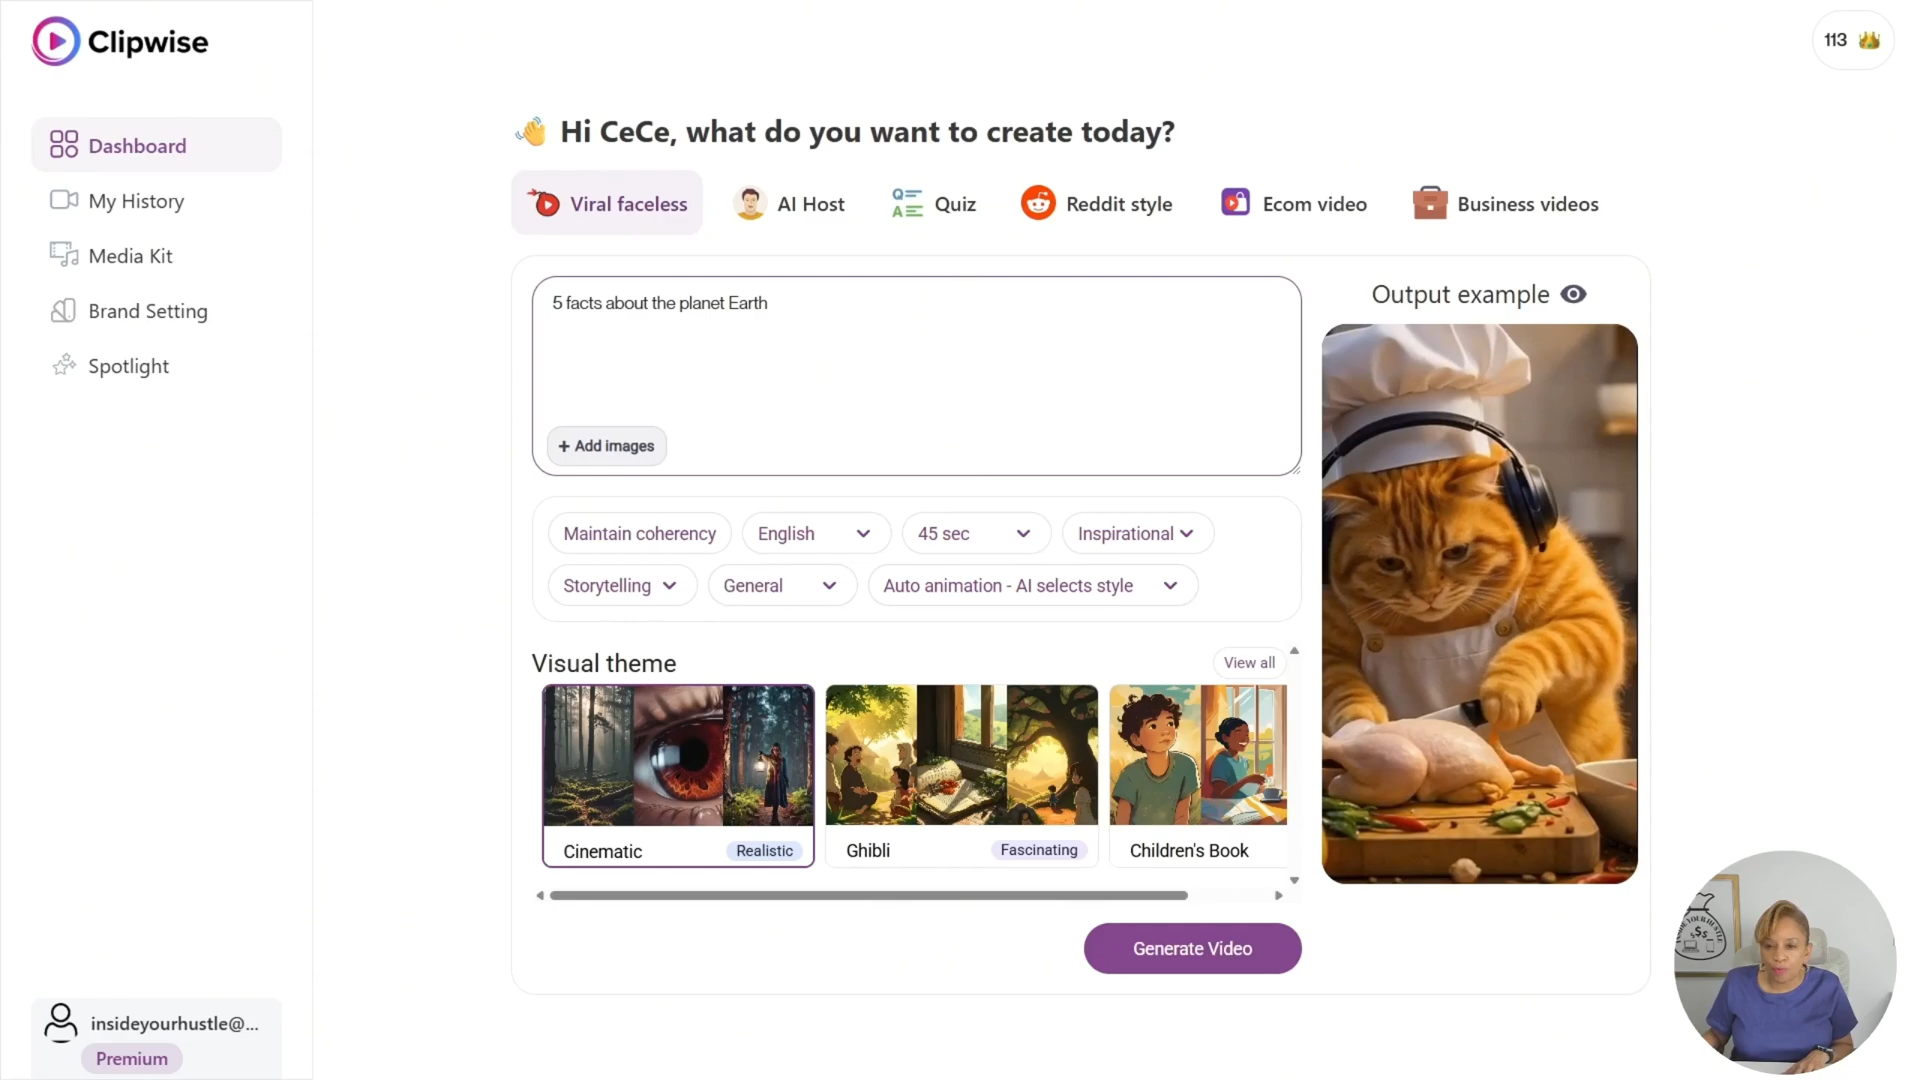 Clipwise
113
Dashboard
My History
Media Kit
Brand Setting
Spotlight
Hi CeCe, what do you want to create today?
Viral faceless
AI Host
Quiz
Reddit style
Ecom video
Business videos
5 facts about the planet Earth
+ Add images
Output example
Maintain coherency
English
45 sec
Inspirational
Storytelling
General
Auto animation - AI selects style
Visual theme
View all
Cinematic
Realistic
Ghibli
Fascinating
Children's Book
Generate Video
insideyourhustle@...
Premium